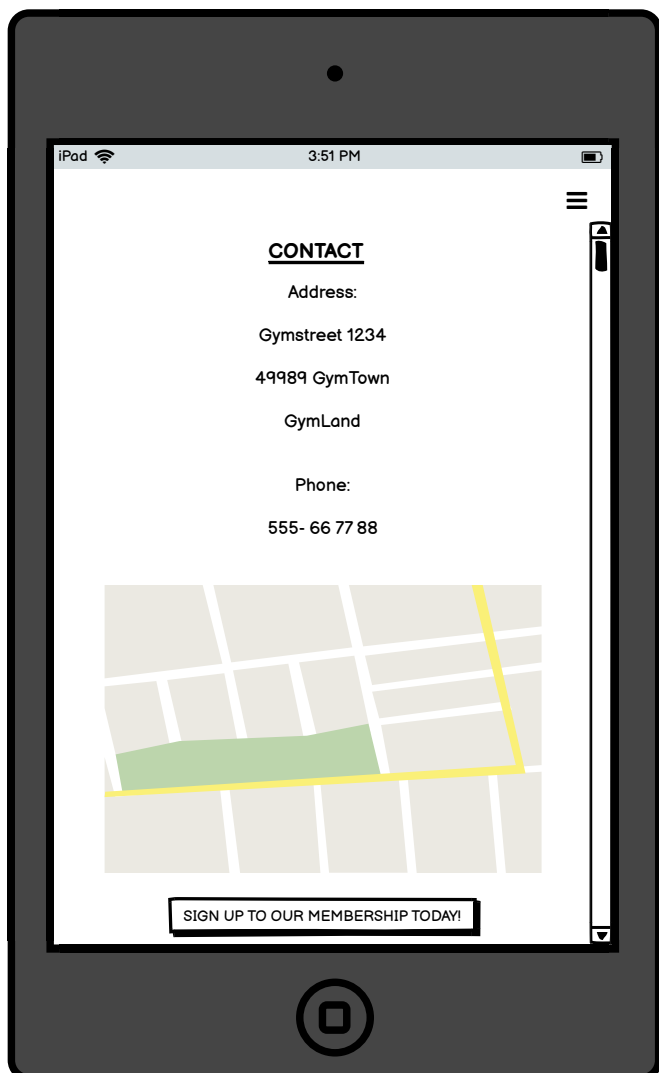 iPad
3:51 PM
CONTACT
Address:
Gymstreet 1234
49989 GymTown
GymLand
Phone:
555- 66 77 88
SIGN UP TO OUR MEMBERSHIP TODAY!